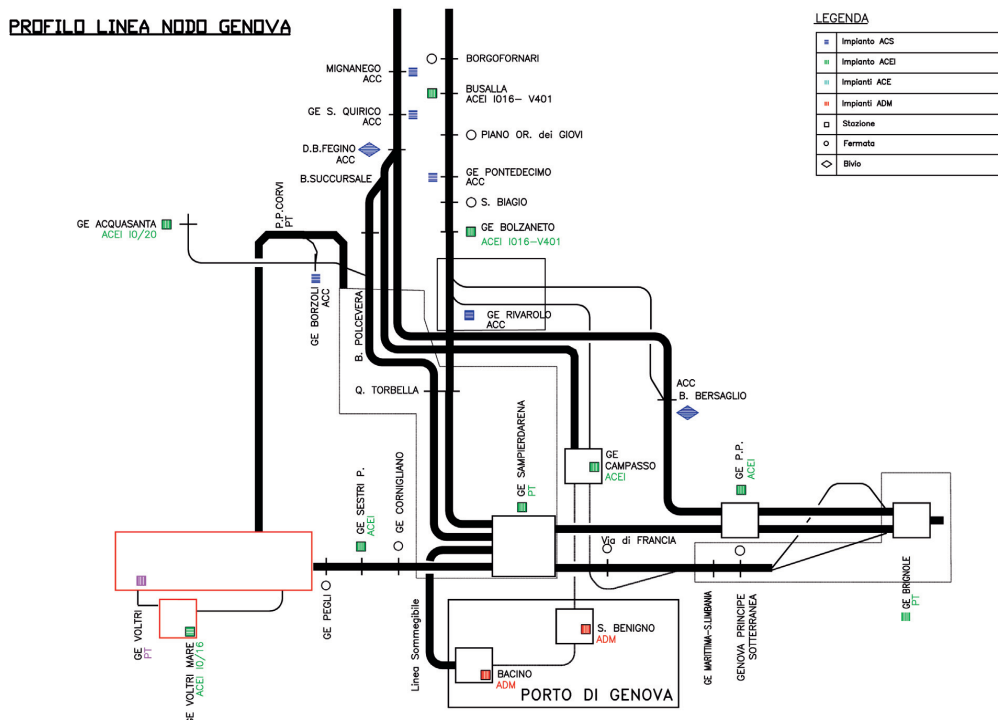 PROFILO LINEA NODO GENOVA
LEGENDA
Impianto ACS
Impianto ACEI
Impianti ACE
Impianti ADM
Stazione
Fermata
Bivio
BORGOFORNARI
MIGNANEGO
ACC
BUSALLA
ACEI I016- V401
GE S. QUIRICO
ACC
PIANO OR. dei GIOVI
D.B.FEGINO
ACC
B.SUCCURSALE
GE PONTEDECIMO
ACC
S. BIAGIO
P.P.CORVI
PT
GE ACQUASANTA
ACEI I0/20
GE BOLZANETO
ACEI I016-V401
GE BORZOLI
ACC
B. POLCEVERA
GE RIVAROLO
ACC
Q. TORBELLA
ACC
B. BERSAGLIO
GE SAMPIERDARENA
PT
GE
CAMPASSO
ACEI
GE P.P.
ACEI
GE SESTRI P.
ACEI
GE CORNIGLIANO
Via di FRANCIA
GE PEGLI
GE VOLTRI
PT
GE VOLTRI MARE
ACEI I0/16
Linea Sommegibile
S. BENIGNO
ADM
BACINO
ADM
PORTO DI GENOVA
GE MARITTIMA-S.LIMBANIA
GENOVA PRINCIPE
SOTTERRANEA
GE BRIGNOLE
PT